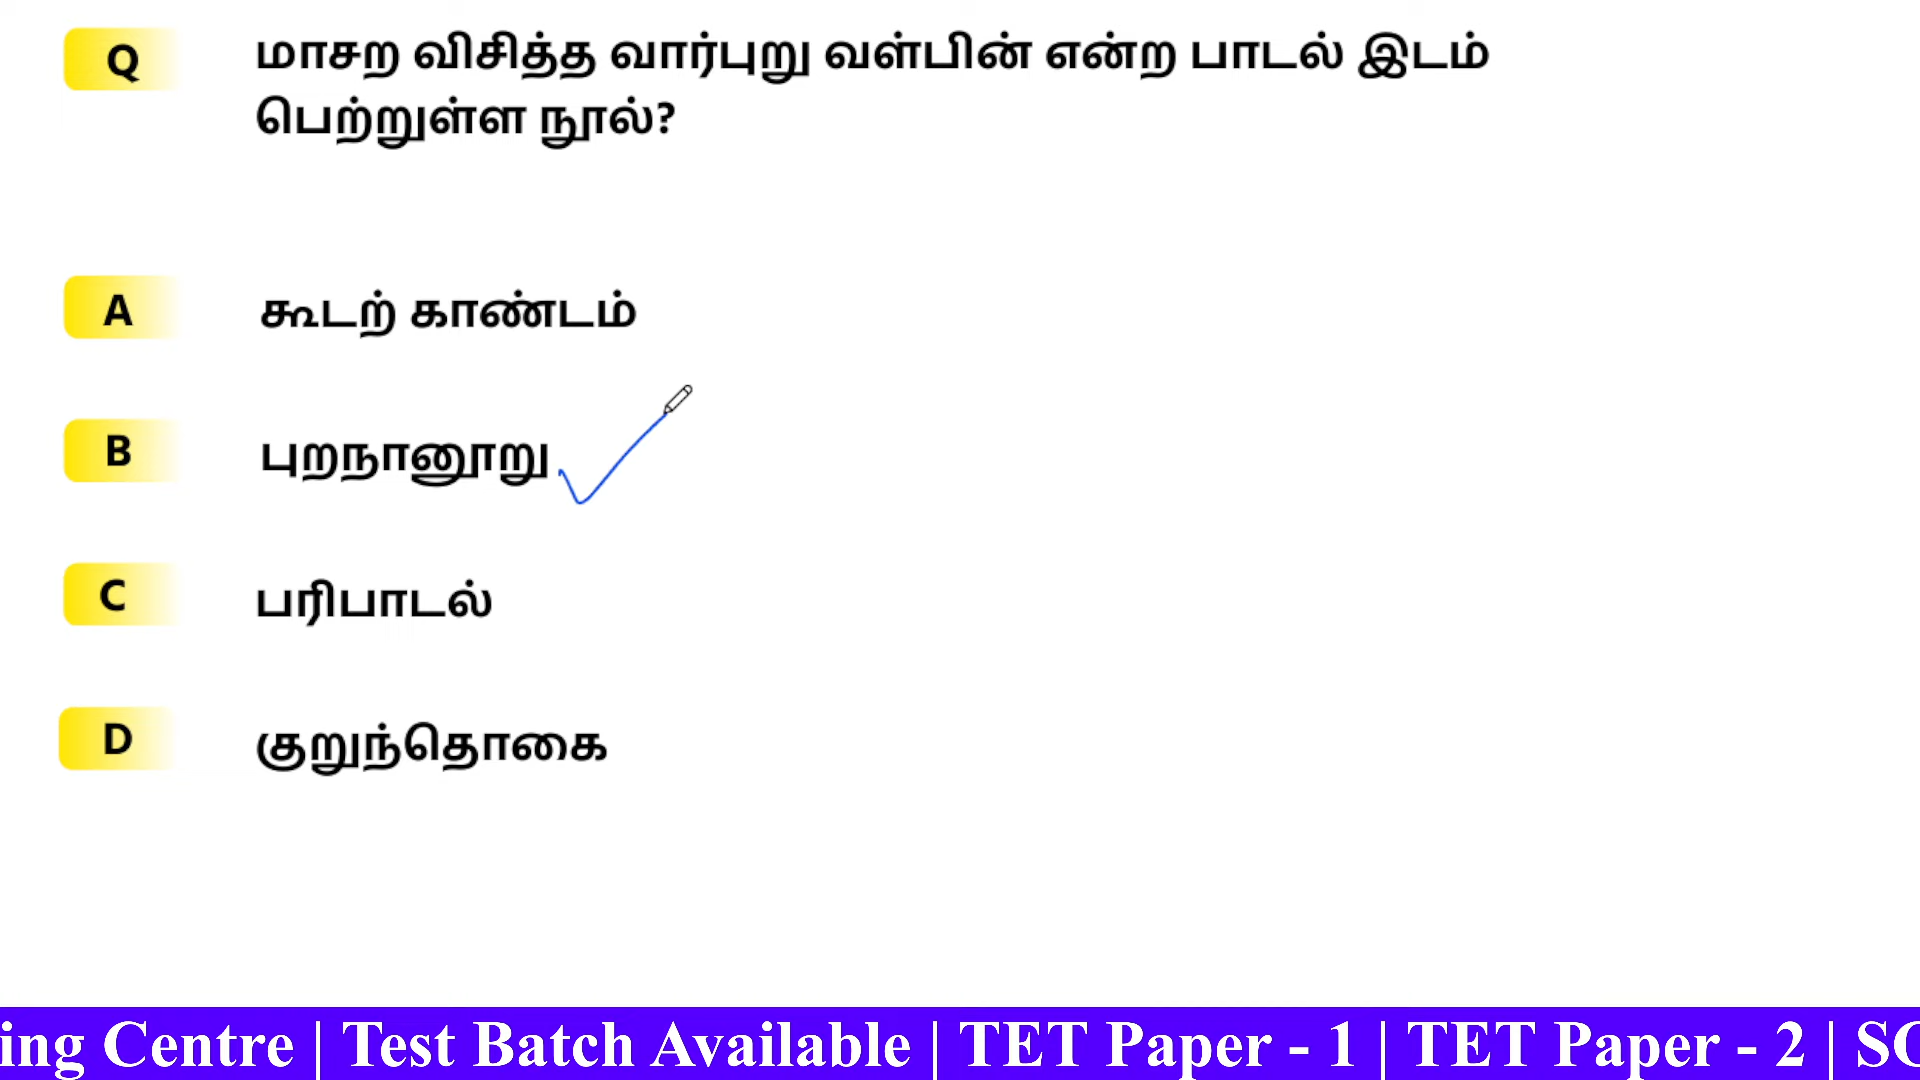 Q மாசற விசித்த வார்புறு வள்பின் என்ற பாடல் இடம்
பெற்றுள்ள நூல்?
A கூடற் காண்டம்
B புறநானூறு
C பரிபாடல்
D குறுந்தொகை
ing Centre | Test Batch Available | TET Paper - 1 | TET Paper - 2 | SG